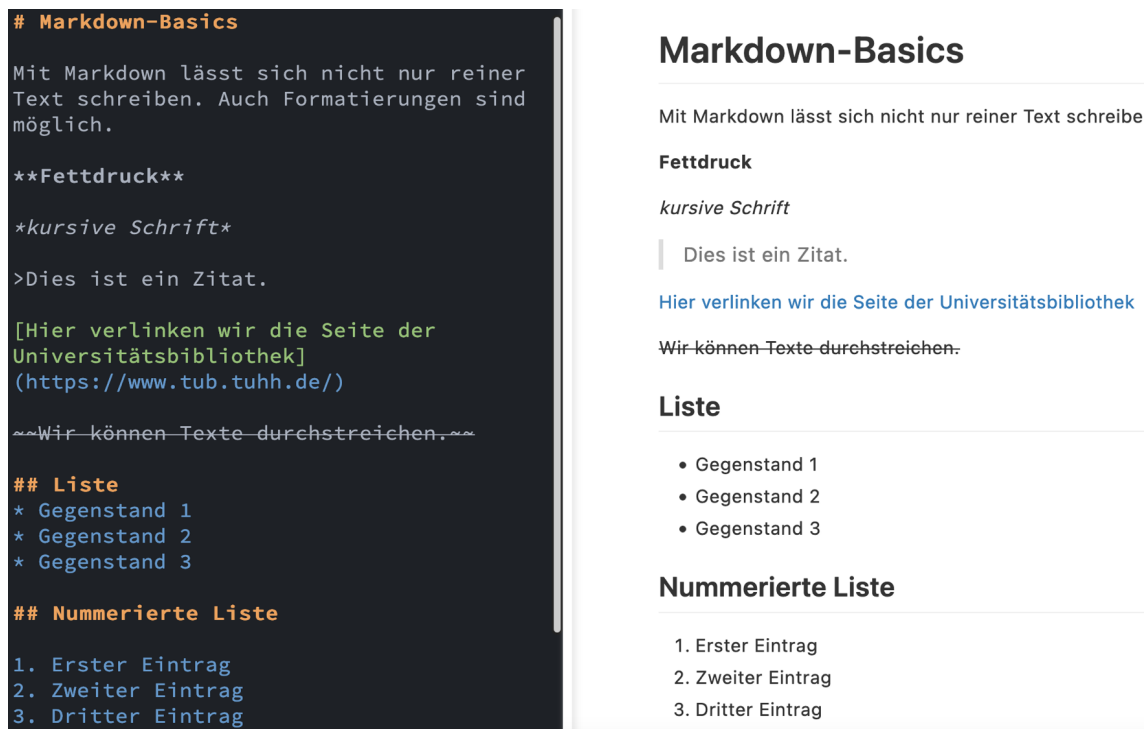 # Markdown-Basics
Mit Markdown lässt sich nicht nur reiner
Text schreiben. Auch Formatierungen sind
möglich.
**Fettdruck**
*kursive Schrift*
>Dies ist ein Zitat.
[Hier verlinken wir die Seite der
Universitätsbibliothek]
(https://www.tub.tuhh.de/)
~~Wir können Texte durchstreichen.~~
## Liste
* Gegenstand 1
* Gegenstand 2
* Gegenstand 3
## Nummerierte Liste
1. Erster Eintrag
2. Zweiter Eintrag
3. Dritter Eintrag
Markdown-Basics
Mit Markdown lässt sich nicht nur reiner Text schreibe
Fettdruck
kursive Schrift
Dies ist ein Zitat.
Hier verlinken wir die Seite der Universitätsbibliothek
Wir können Texte durchstreichen.
Liste
• Gegenstand 1
• Gegenstand 2
• Gegenstand 3
Nummerierte Liste
1. Erster Eintrag
2. Zweiter Eintrag
3. Dritter Eintrag